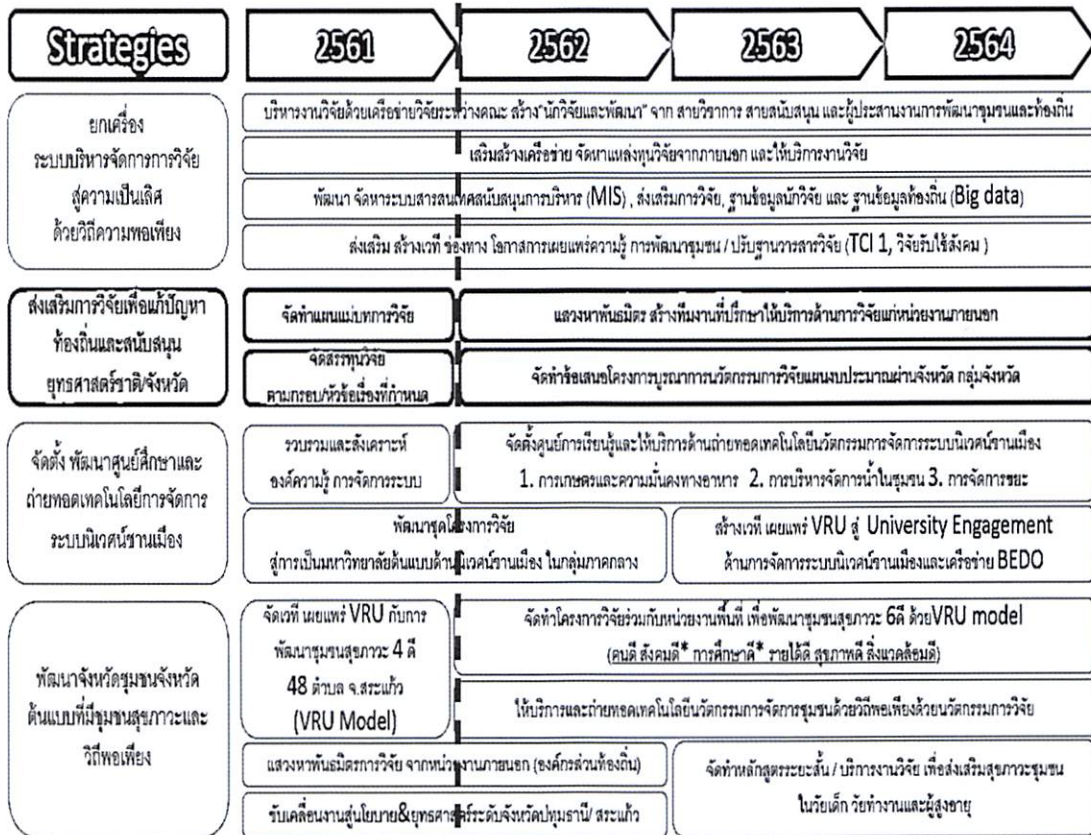 Strategies
2561
2562
2563
2564
ยกเครื่อง
ระบบบริหารจัดการการวิจัย
สู่ความเป็นเลิศ
ด้วยวิถีความพอเพียง
บริหารงานวิจัยด้วยเครือข่ายวิจัยระหว่างคณะ สร้าง"นักวิจัยและพัฒนา" จาก สายวิชาการ สายสนับสนุน และผู้ประสานงานการพัฒนาชุมชนและท้องถิ่น
เสริมสร้างเครือข่าย จัดหาแหล่งทุนวิจัยจากภายนอก และให้บริการงานวิจัย
พัฒนา จัดหาระบบสารสนเทศสนับสนุนการบริหาร (MIS) , ส่งเสริมการวิจัย, ฐานข้อมูลนักวิจัย และ ฐานข้อมูลท้องถิ่น (Big data)
ส่งเสริม สร้างเวที ช่องทาง โอกาสการเผยแพร่ความรู้ การพัฒนาชุมชน / ปรับฐานวารสารวิจัย (TCI 1, วิจัยรับใช้สังคม )
ส่งเสริมการวิจัยเพื่อแก้ปัญหา
ท้องถิ่นและสนับสนุน
ยุทธศาสตร์ชาติ/จังหวัด
จัดทำแผนแม่บทการวิจัย
แสวงหาพันธมิตร สร้างทีมงานที่ปรึกษาให้บริการด้านการวิจัยแก่หน่วยงานภายนอก
จัดสรรทุนวิจัย
ตามกรอบ/หัวข้อเรื่องที่กำหนด
จัดทำข้อเสนอโครงการบูรณาการนวัตกรรมการวิจัยแผนงบประมาณผ่านจังหวัด กลุ่มจังหวัด
จัดตั้ง พัฒนาศูนย์ศึกษาและ
ถ่ายทอดเทคโนโลยีการจัดการ
ระบบนิเวศน์ชานเมือง
รวบรวมและสังเคราะห์
องค์ความรู้ การจัดการระบบ
จัดตั้งศูนย์การเรียนรู้และให้บริการด้านถ่ายทอดเทคโนโลยีนวัตกรรมการจัดการระบบนิเวศน์ชานเมือง
1. การเกษตรและความมั่นคงทางอาหาร 2. การบริหารจัดการน้ำในชุมชน 3. การจัดการขยะ
พัฒนาชุดโครงการวิจัย
สู่การเป็นมหาวิทยาลัยต้นแบบด้านนิเวศน์ชานเมือง ในกลุ่มภาคกลาง
สร้างเวที เผยแพร่ VRU สู่ University Engagement
ด้านการจัดการระบบนิเวศน์ชานเมืองและเครือข่าย BEDO
พัฒนาจังหวัดชุมชนจังหวัด
ต้นแบบที่มีชุมชนสุขภาวะและ
วิถีพอเพียง
จัดเวที เผยแพร่ VRU กับการ
พัฒนาชุมชนสุขภาวะ 4 ดี
48 ตำบล จ.สระแก้ว
(VRU Model)
จัดทำโครงการวิจัยร่วมกับหน่วยงานพื้นที่ เพื่อพัฒนาชุมชนสุขภาวะ 6ดี ด้วยVRU model
(คนดี สังคมดี* การศึกษาดี* รายได้ดี สุขภาพดี สิ่งแวดล้อมดี)
ให้บริการและถ่ายทอดเทคโนโลยีนวัตกรรมการจัดการชุมชนด้วยวิถีพอเพียงด้วยนวัตกรรมการวิจัย
แสวงหาพันธมิตรการวิจัย จากหน่วยงานภายนอก (องค์กรส่วนท้องถิ่น)
ขับเคลื่อนงานสู่นโยบาย&ยุทธศาสตร์ระดับจังหวัดปทุมธานี/ สระแก้ว
จัดทำหลักสูตรระยะสั้น / บริการงานวิจัย เพื่อส่งเสริมสุขภาวะชุมชน
ในวัยเด็ก วัยทำงานและผู้สูงอายุ